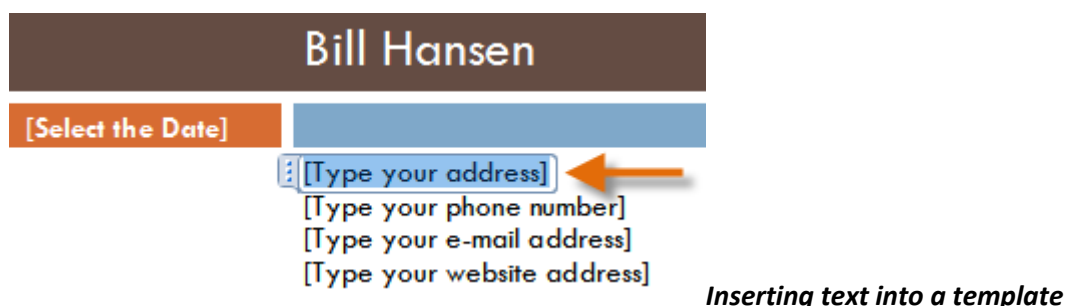 Bill Hansen
[Select the Date]
[Type your address]
[Type your phone number]
[Type your e-mail address]
[Type your website address]
Inserting text into a template